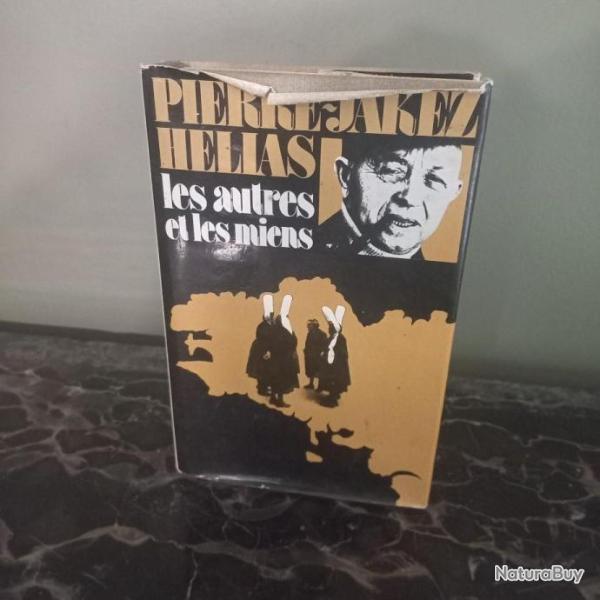 PIERRE-JAKEZ
HELIAS
les autres
et les miens
NaturaBuy